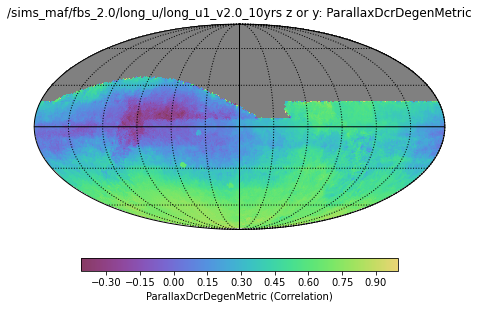 /sims_maf/fbs_2.0/long_u/long_u1_v2.0_10yrs z or y: ParallaxDcrDegenMetric
−0.30 −0.15 0.00 0.15 0.30 0.45 0.60 0.75 0.90
ParallaxDcrDegenMetric (Correlation)